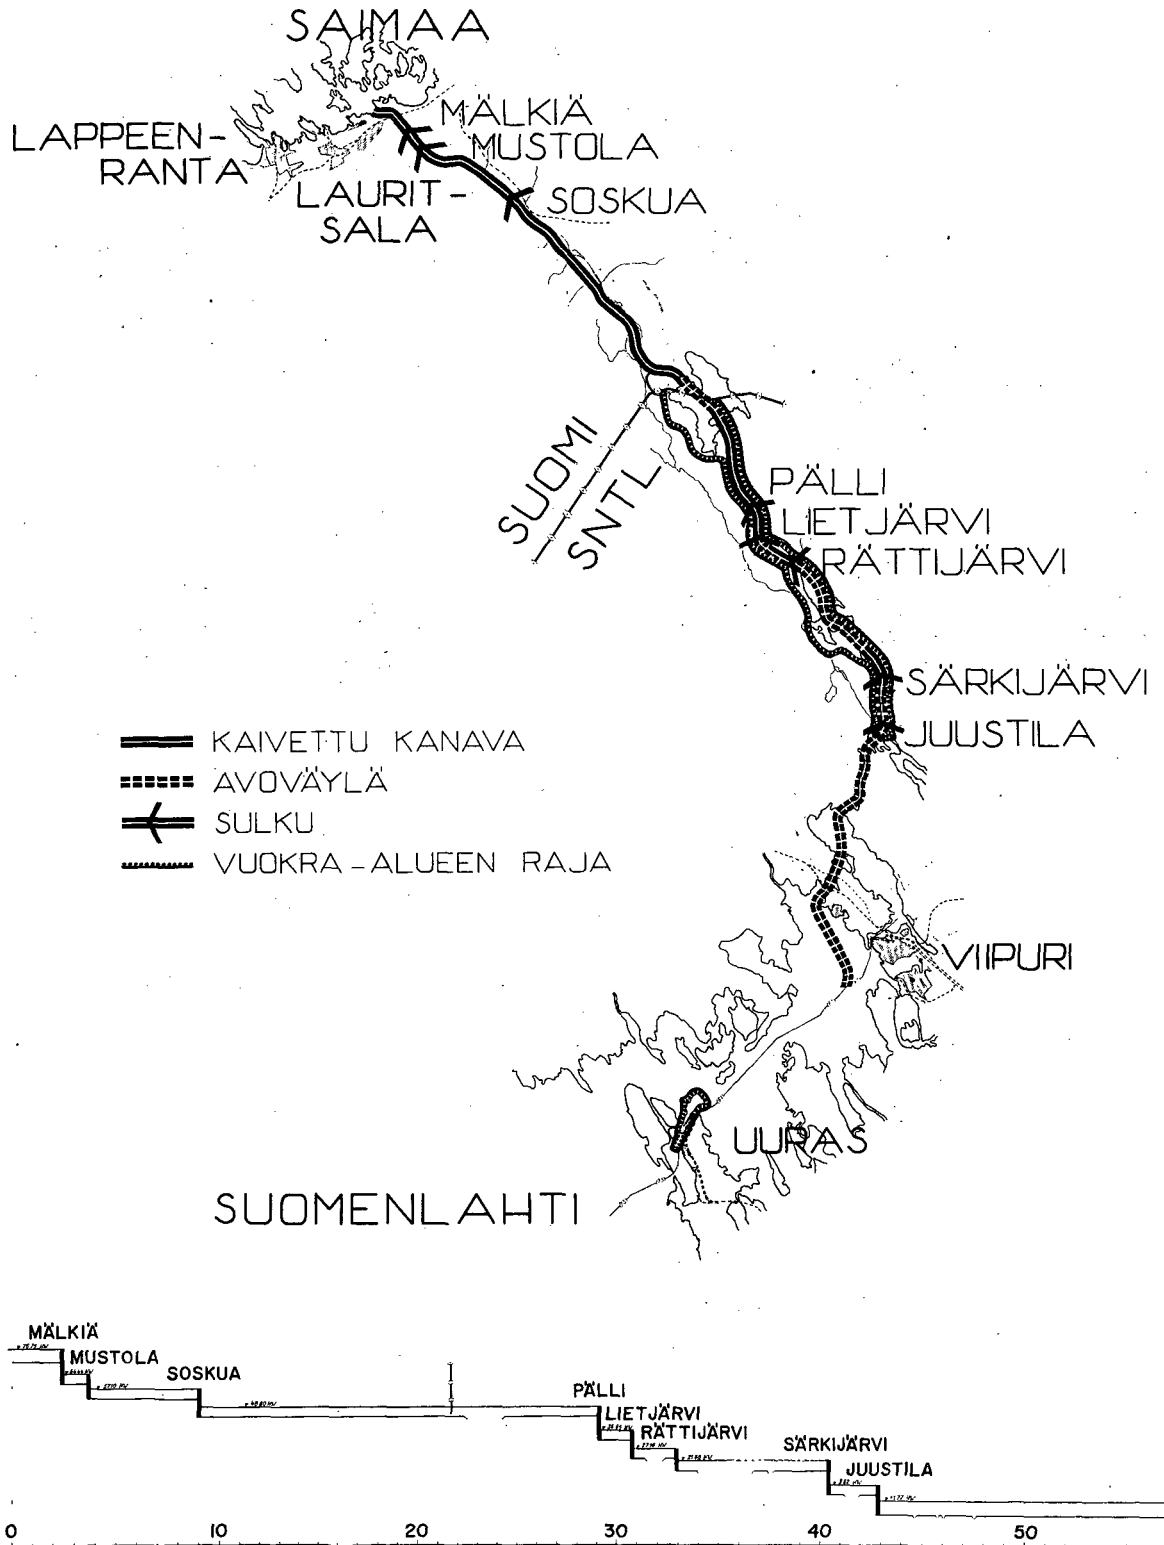 SAIMAA
LAPPEEN-
RANTA
MÄLKIÄ
MUSTOLA
LAURIT-
SALA
SOSKUA
SUOMI
SNTL
PÄLLI
LIETJÄRVI
RÄTTIJÄRVI
SÄRKIJÄRVI
JUUSTILA
KAIVETTU KANAVA
AVOVÄYLÄ
SULKU
VUOKRA-ALUEEN RAJA
VIIPURI
UURAS
SUOMENLAHTI
MÄLKIÄ
MUSTOLA
SOSKUA
PÄLLI
LIETJÄRVI
RÄTTIJÄRVI
SÄRKIJÄRVI
JUUSTILA
0 10 20 30 40 50